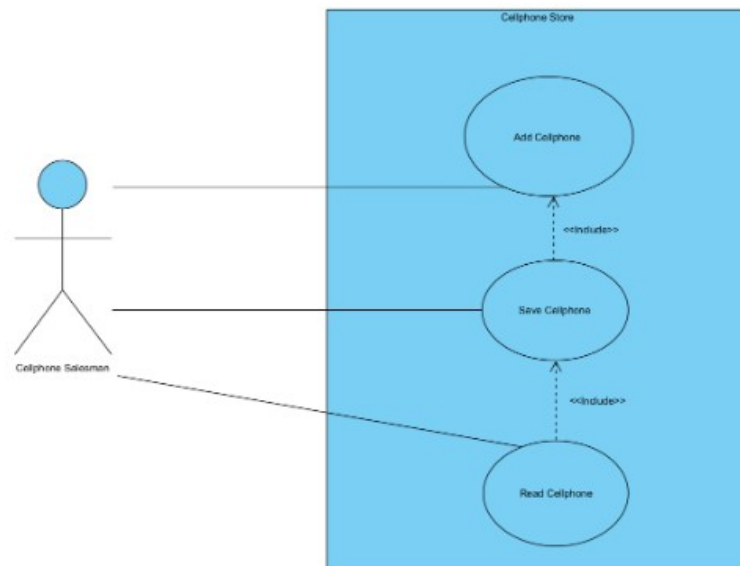 Cellphone Store
Add Cellphone
<<Include>>
Save Cellphone
Cellphone Salesman
<<Include>>
Read Cellphone